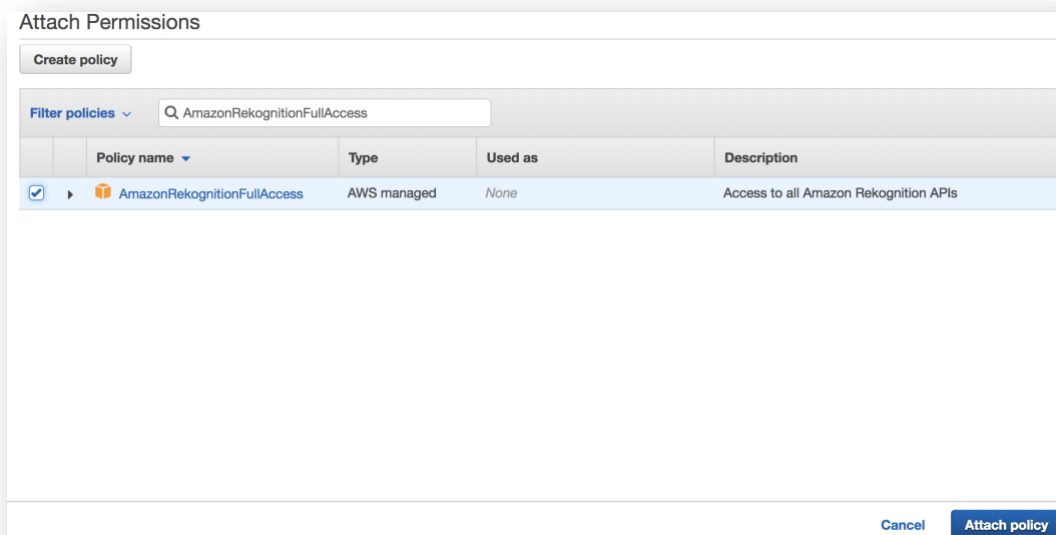 Attach Permissions
Create policy
Filter policies AmazonRekognitionFullAccess
Policy name Type Used as Description
AmazonRekognitionFullAccess AWS managed None Access to all Amazon Rekognition APIs
Cancel Attach policy